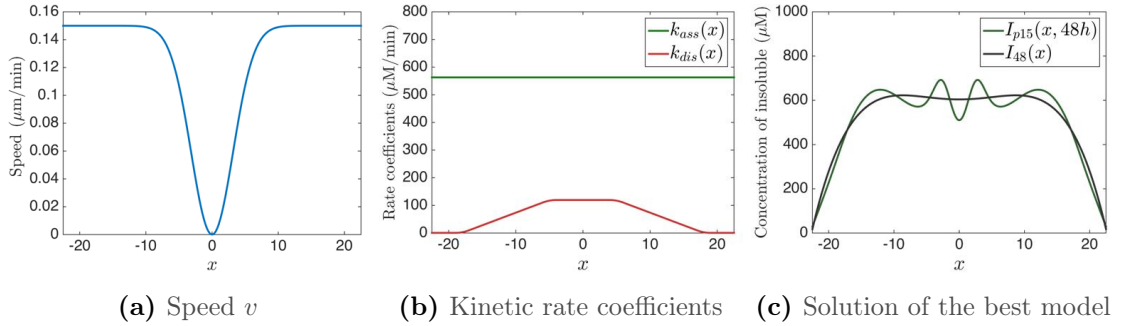 0.16
0.14
0.12
0.1
0.08
0.06
0.04
0.02
0
-20 -10 0 10 20
Speed (μm/min)
x
(a) Speed v
800
700
600
500
400
300
200
100
0
-20 -10 0 10 20
Rate coefficients (μM/min)
x
k_ass(x)
k_dis(x)
(b) Kinetic rate coefficients
1000
800
600
400
200
0
-20 -10 0 10 20
Concentration of insoluble (μM)
x
I_p15(x, 48h)
I_48(x)
(c) Solution of the best model